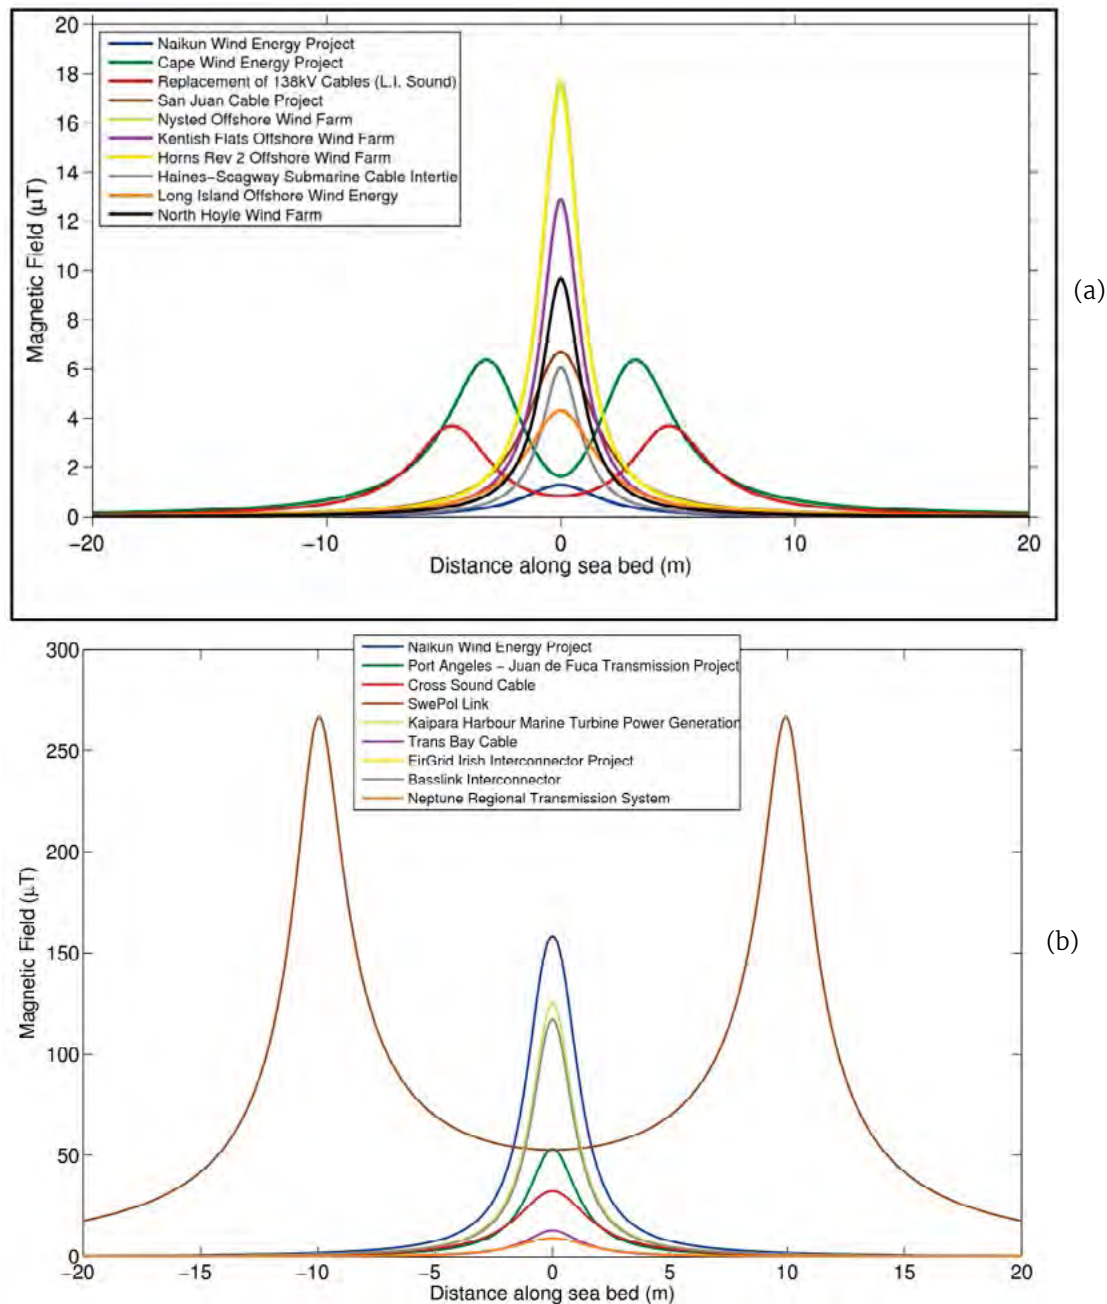 20
18
16
14
12
10
8
6
4
2
0
Magnetic Field (μT)
Naikun Wind Energy Project
Cape Wind Energy Project
Replacement of 138kV Cables (L.I. Sound)
San Juan Cable Project
Nysted Offshore Wind Farm
Kentish Flats Offshore Wind Farm
Horns Rev 2 Offshore Wind Farm
Haines-Scagway Submarine Cable Intertie
Long Island Offshore Wind Energy
North Hoyle Wind Farm
(a)
−20 −10 0 10 20
Distance along sea bed (m)
300
250
200
150
100
50
0
Magnetic Field (μT)
Naikun Wind Energy Project
Port Angeles − Juan de Fuca Transmission Project
Cross Sound Cable
SwePol Link
Kaipara Harbour Marine Turbine Power Generation
Trans Bay Cable
EirGrid Irish Interconnector Project
Basslink Interconnector
Neptune Regional Transmission System
(b)
−20 −15 −10 −5 0 5 10 15 20
Distance along sea bed (m)